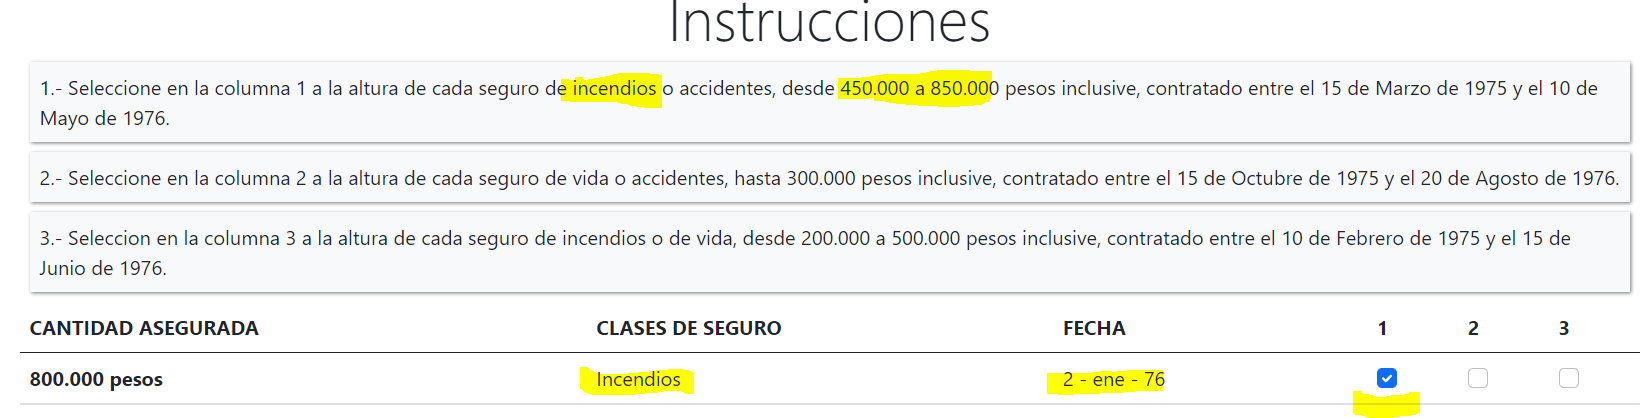 Instrucciones
1.- Seleccione en la columna 1 a la altura de cada seguro de incendios o accidentes, desde 450.000 a 850.000 pesos inclusive, contratado entre el 15 de Marzo de 1975 y el 10 de
Mayo de 1976.
2.- Seleccione en la columna 2 a la altura de cada seguro de vida o accidentes, hasta 300.000 pesos inclusive, contratado entre el 15 de Octubre de 1975 y el 20 de Agosto de 1976.
3.- Seleccion en la columna 3 a la altura de cada seguro de incendios o de vida, desde 200.000 a 500.000 pesos inclusive, contratado entre el 10 de Febrero de 1975 y el 15 de
Junio de 1976.
CANTIDAD ASEGURADA CLASES DE SEGURO FECHA 1 2 3
800.000 pesos Incendios 2 - ene - 76